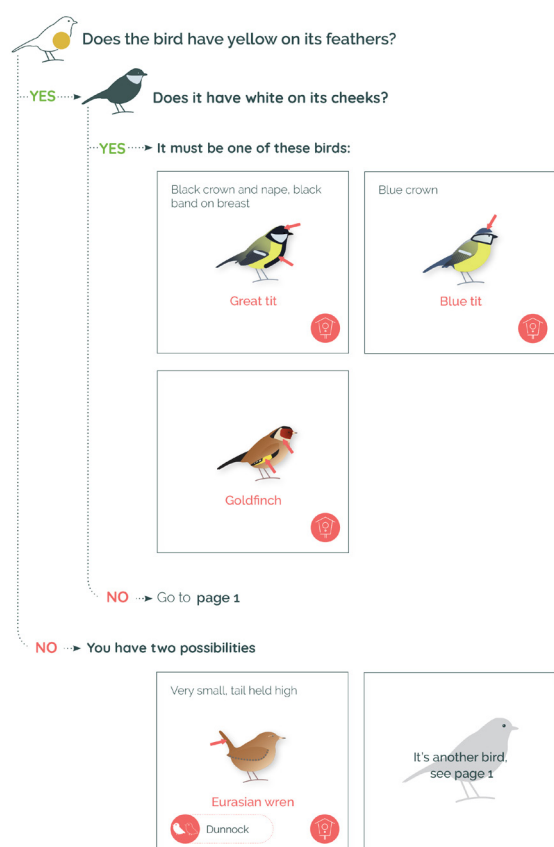 Does the bird have yellow on its feathers?
YES
Does it have white on its cheeks?
YES
It must be one of these birds:
Black crown and nape, black
band on breast
Great tit
Blue crown
Blue tit
Goldfinch
NO
Go to page 1
NO
You have two possibilities
Very small, tail held high
Eurasian wren
Dunnock
It's another bird,
see page 1